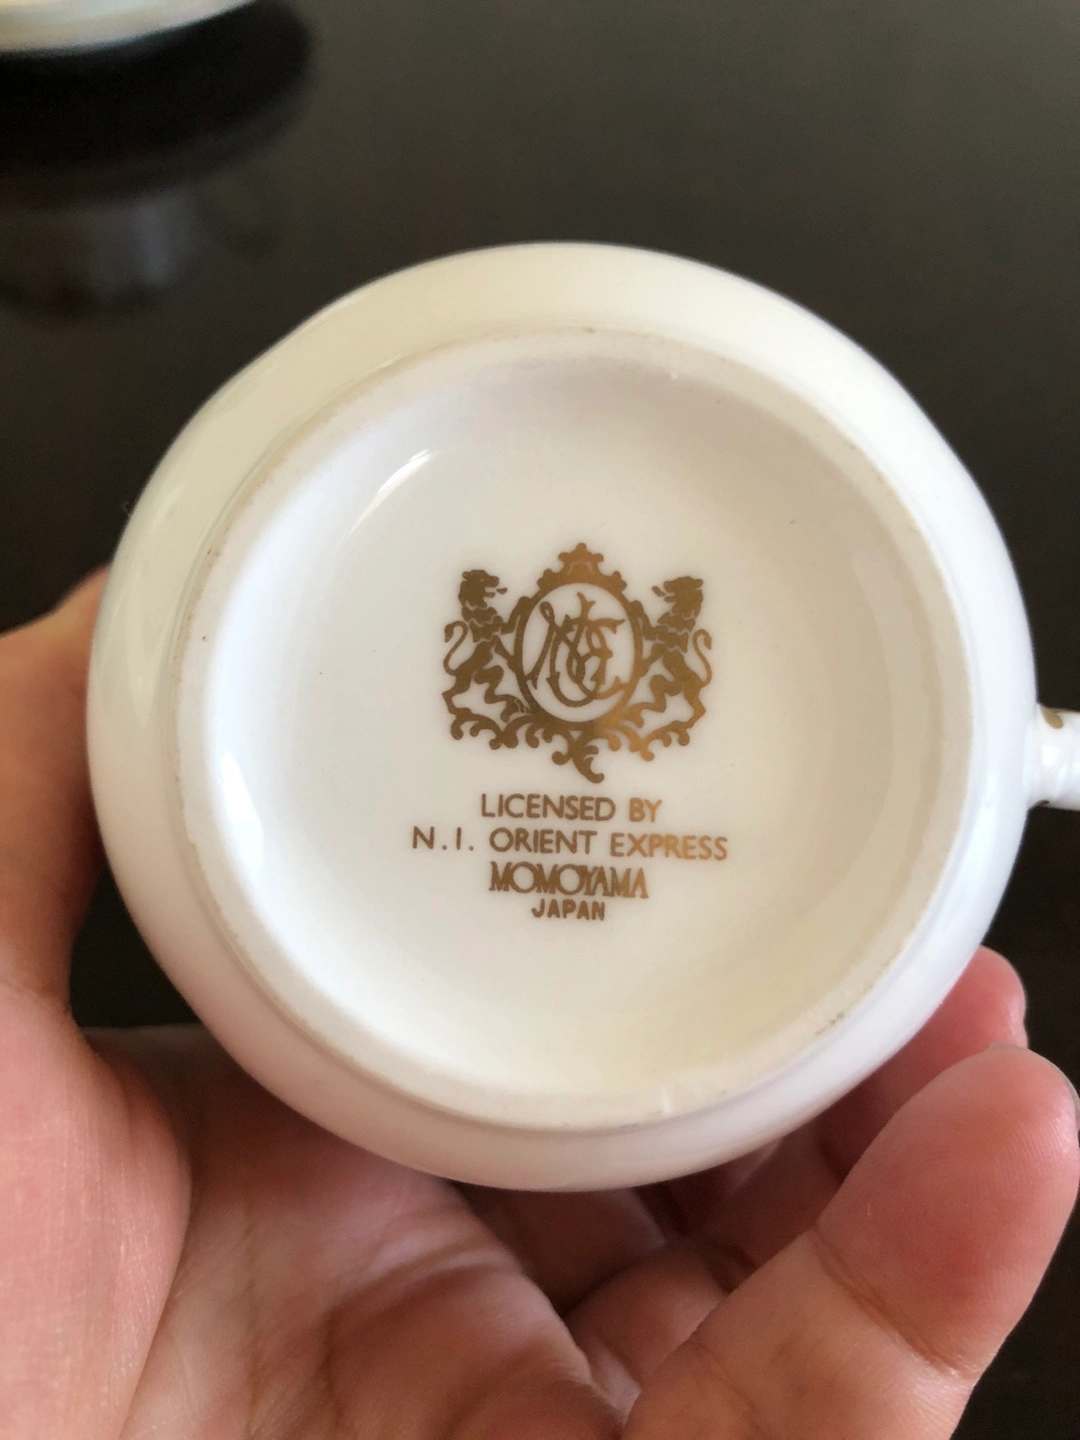 LICENSED BY
N.I. ORIENT EXPRESS
MOMOYAMA
JAPAN